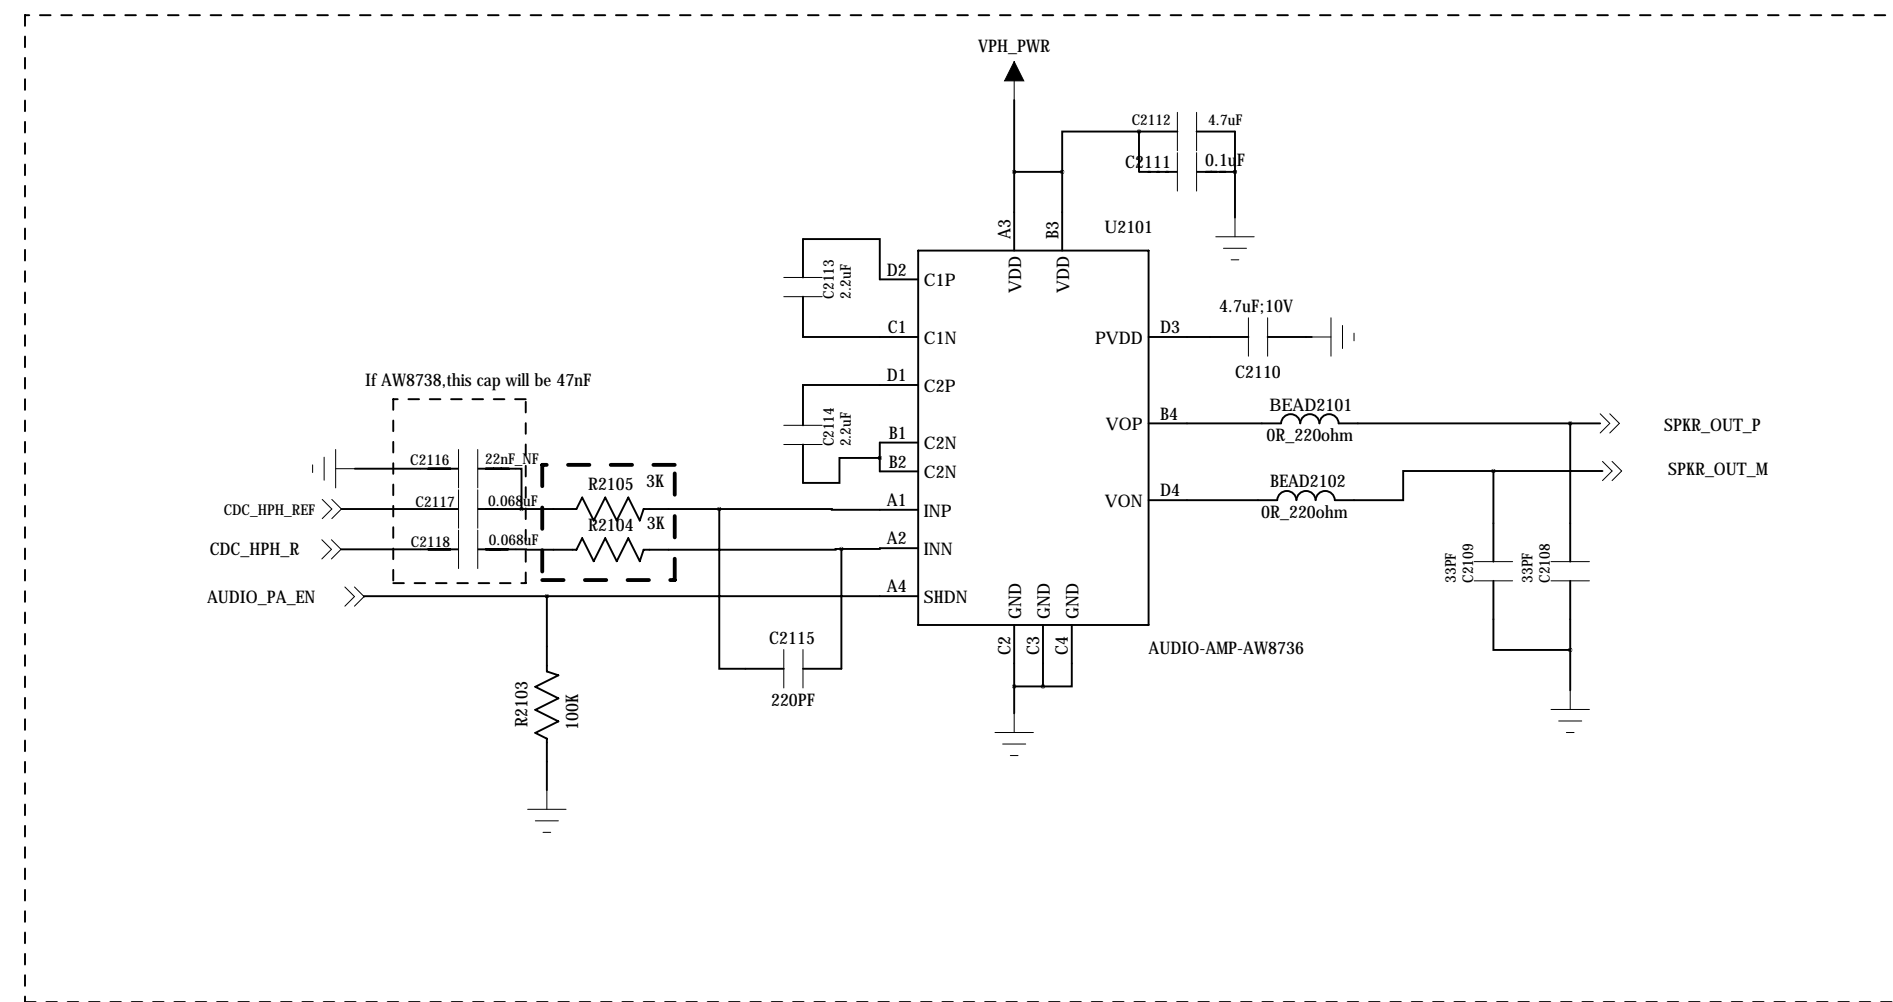 VPH_PWR
C2112 4.7uF
C2111 0.1uF
A3
B3
U2101
VDD
VDD
C2113
2.2uF
D2 C1P
C1 C1N
4.7uF;10V
PVDD D3
C2110
If AW8738,this cap will be 47nF
D1 C2P
C2114
2.2uF
B1 C2N
B2 C2N
BEAD2101
VOP B4
0R_220ohm
SPKR_OUT_P
SPKR_OUT_M
C2116 22nF_NF
R2105 3K
BEAD2102
VON D4
0R_220ohm
CDC_HPH_REF C2117 0.068uF
A1 INP
R2104 3K
CDC_HPH_R C2118 0.068uF
A2 INN
33PF
C2109
33PF
C2108
AUDIO_PA_EN
A4 SHDN
GND
GND
GND
C2
C3
C4
C2115
220PF
AUDIO-AMP-AW8736
R2103
100K